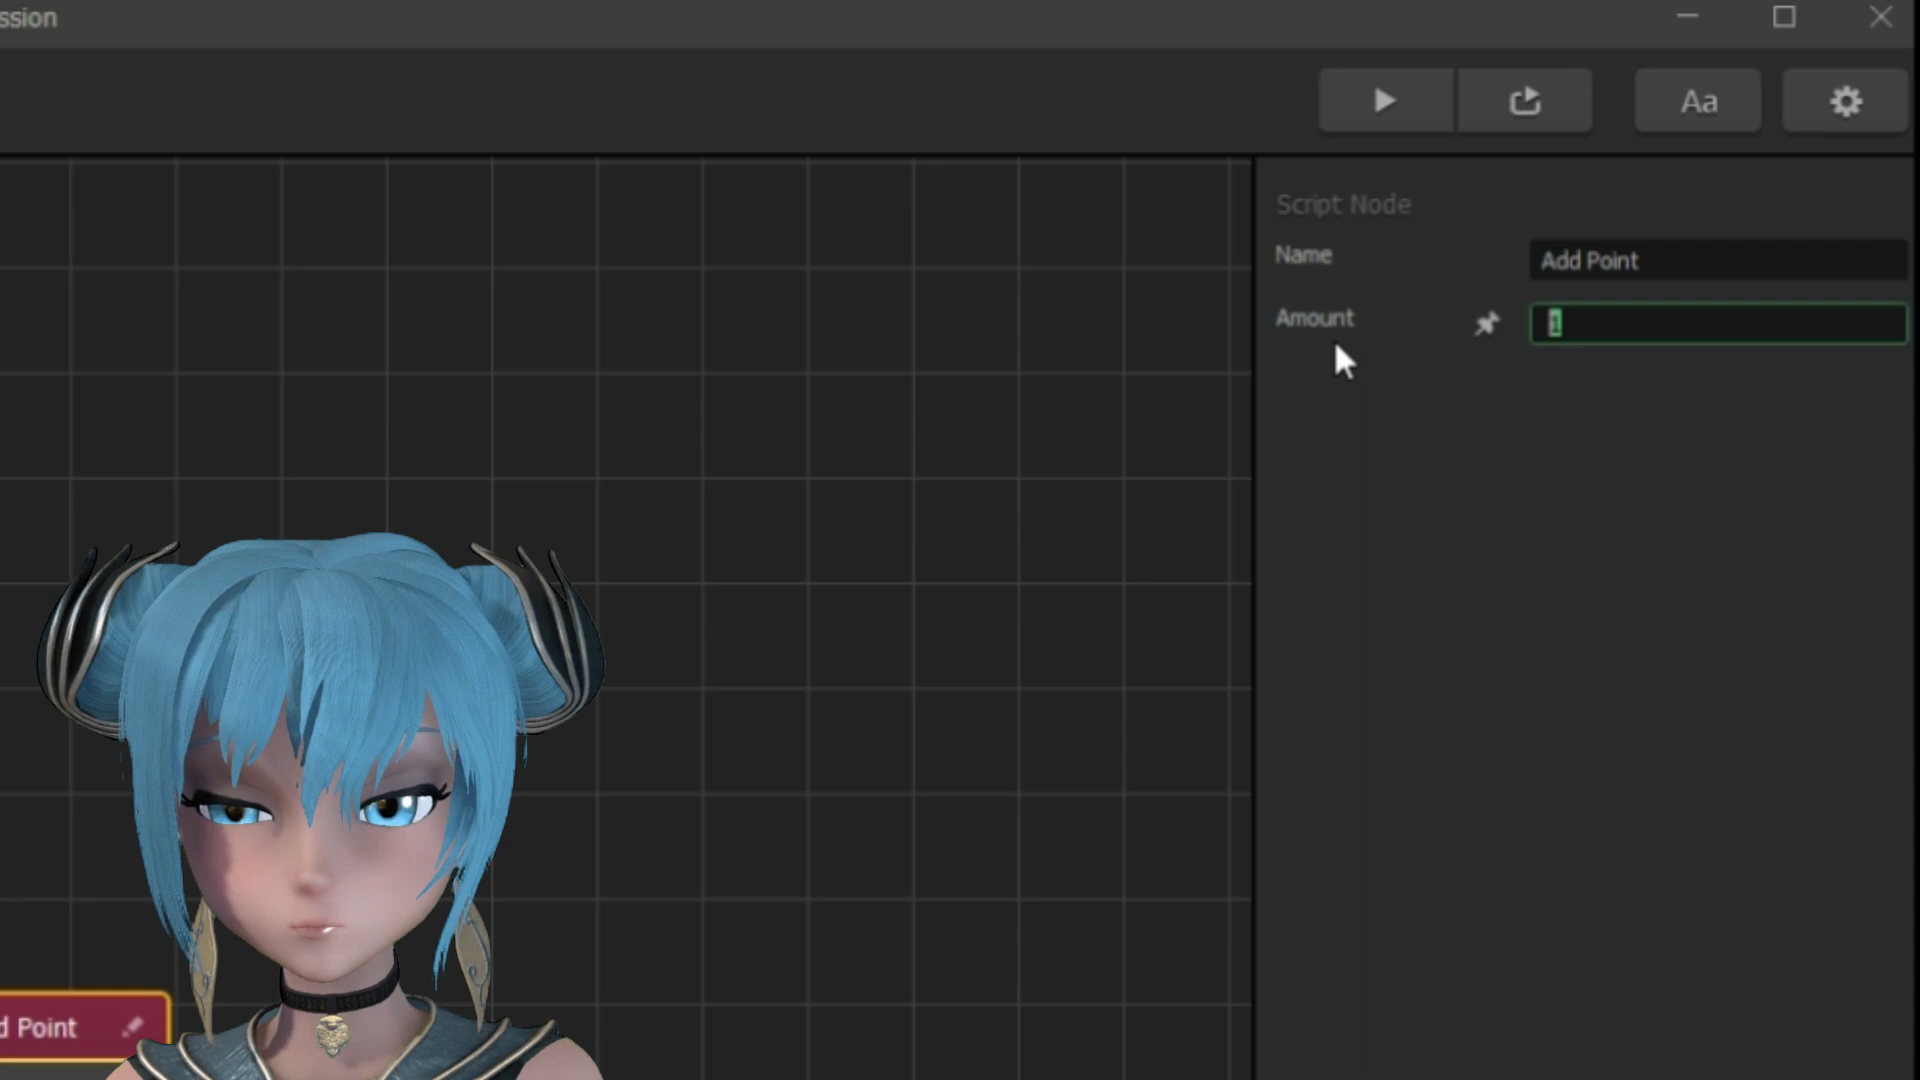 ssion
Aa
Script Node
Name
Add Point
Amount
1
d Point